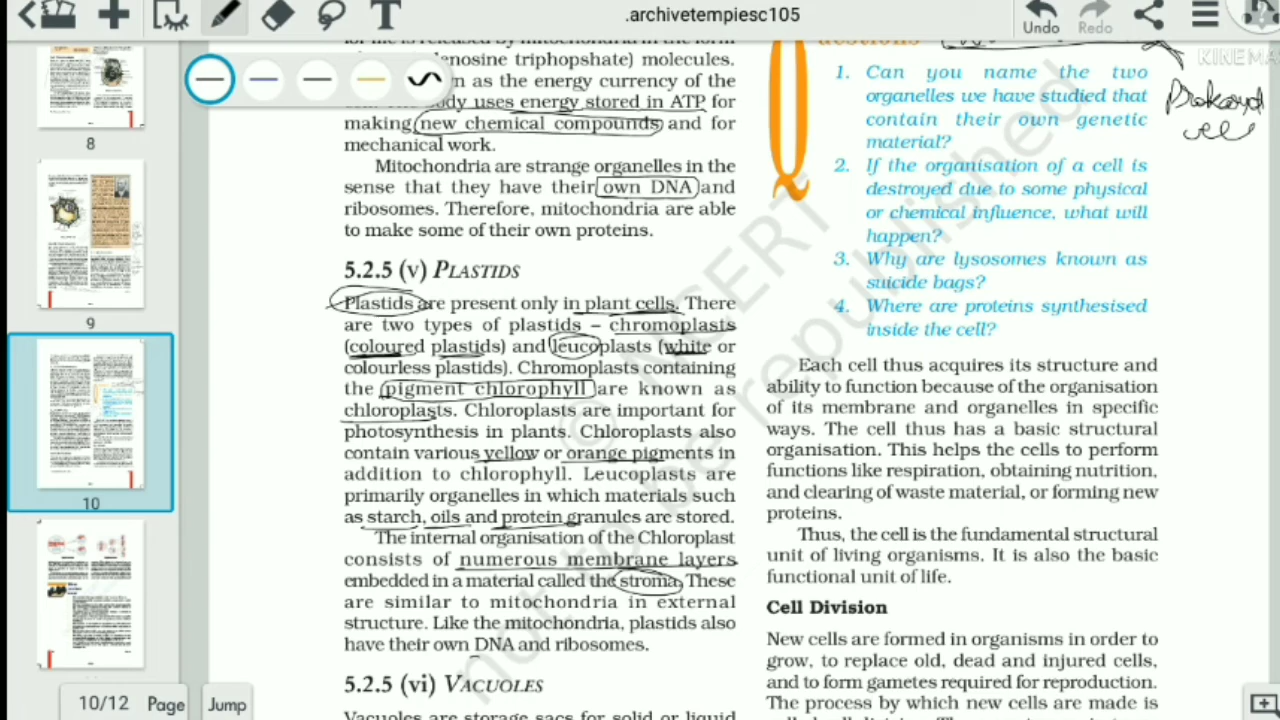 .archivetempiesc105
Undo
Redo
KINEMA
8
9
10
10/12 Page
Jump
enosine triphopshate) molecules.
n as the energy currency of the
body uses energy stored in ATP for
making new chemical compounds and for
mechanical work.
Mitochondria are strange organelles in the
sense that they have their own DNA and
ribosomes. Therefore, mitochondria are able
to make some of their own proteins.
5.2.5 (v) PLASTIDS
Plastids are present only in plant cells. There
are two types of plastids – chromoplasts
(coloured plastids) and leucoplasts (white or
colourless plastids). Chromoplasts containing
the pigment chlorophyll are known as
chloroplasts. Chloroplasts are important for
photosynthesis in plants. Chloroplasts also
contain various yellow or orange pigments in
addition to chlorophyll. Leucoplasts are
primarily organelles in which materials such
as starch, oils and protein granules are stored.
The internal organisation of the Chloroplast
consists of numerous membrane layers
embedded in a material called the stroma. These
are similar to mitochondria in external
structure. Like the mitochondria, plastids also
have their own DNA and ribosomes.
5.2.5 (vi) VACUOLES
Vacuoles are storage sacs for solid or liquid
Q
uestions
1. Can you name the two
organelles we have studied that
contain their own genetic
material?
2. If the organisation of a cell is
destroyed due to some physical
or chemical influence, what will
happen?
3. Why are lysosomes known as
suicide bags?
4. Where are proteins synthesised
inside the cell?
cell
Each cell thus acquires its structure and
ability to function because of the organisation
of its membrane and organelles in specific
ways. The cell thus has a basic structural
organisation. This helps the cells to perform
functions like respiration, obtaining nutrition,
and clearing of waste material, or forming new
proteins.
Thus, the cell is the fundamental structural
unit of living organisms. It is also the basic
functional unit of life.
Cell Division
New cells are formed in organisms in order to
grow, to replace old, dead and injured cells,
and to form gametes required for reproduction.
The process by which new cells are made is
© NCERT
not to be republished